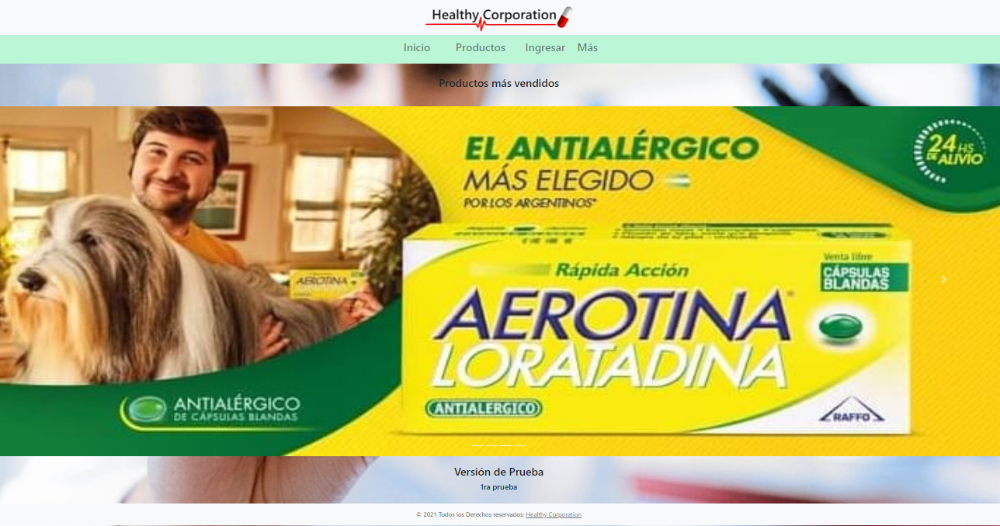 Healthy Corporation
Inicio Productos Ingresar Más
Productos más vendidos
EL ANTIALÉRGICO
MÁS ELEGIDO
POR LOS ARGENTINOS*
24 HS
DE ALIVIO
Venta libre
CÁPSULAS
BLANDAS
Rápida Acción
AEROTINA
AEROTINA®
LORATADINA
ANTIALERGICO
RAFFO
ANTIALÉRGICO
DE CÁPSULAS BLANDAS
Versión de Prueba
1ra prueba
© 2021 Todos los Derechos reservados: Healthy Corporation